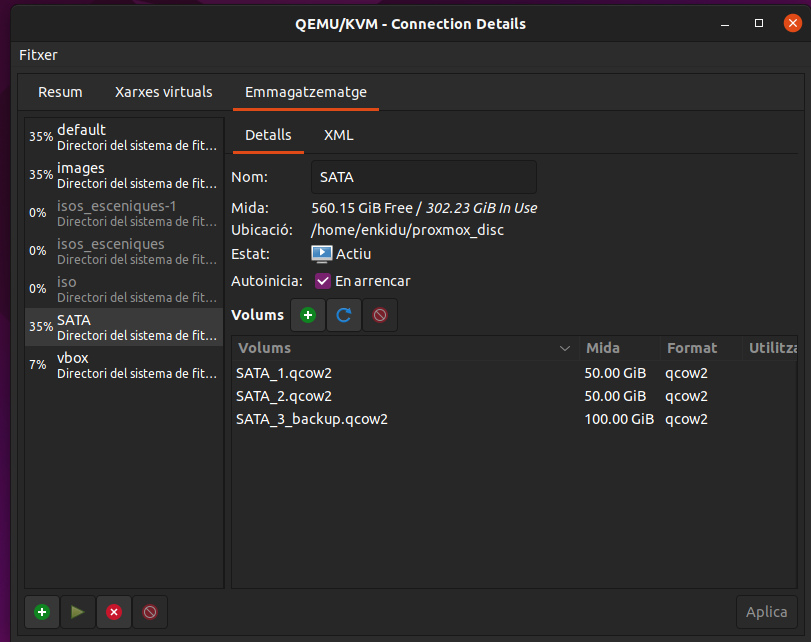 QEMU/KVM - Connection Details
Fitxer
Resum Xarxes virtuals Emmagatzematge
35% default
Directori del sistema de fit...
35% images
Directori del sistema de fit...
0% isos_esceniques-1
Directori del sistema de fit...
0% isos_esceniques
Directori del sistema de fit...
0% iso
Directori del sistema de fit...
35% SATA
Directori del sistema de fit...
7% vbox
Directori del sistema de fit...
Detalls XML
Nom: SATA
Mida: 560.15 GiB Free / 302.23 GiB In Use
Ubicació: /home/enkidu/proxmox_disc
Estat: Actiu
Autoinicia: En arrencar
Volums
Volums Mida Format Utilitza
SATA_1.qcow2 50.00 GiB qcow2
SATA_2.qcow2 50.00 GiB qcow2
SATA_3_backup.qcow2 100.00 GiB qcow2
Aplica